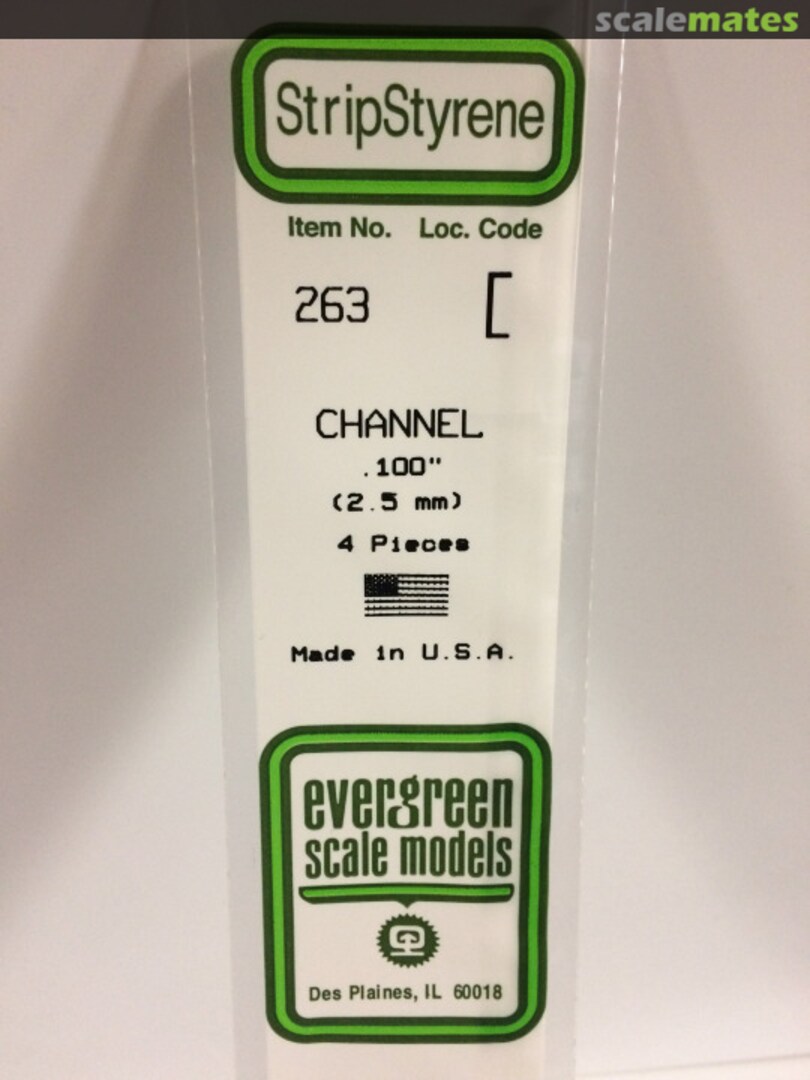 scalemates
StripStyrene
Item No. Loc. Code
263 [
CHANNEL
.100"
(2.5 mm)
4 Pieces
Made in U.S.A.
evergreen
scale models
Des Plaines, IL 60018